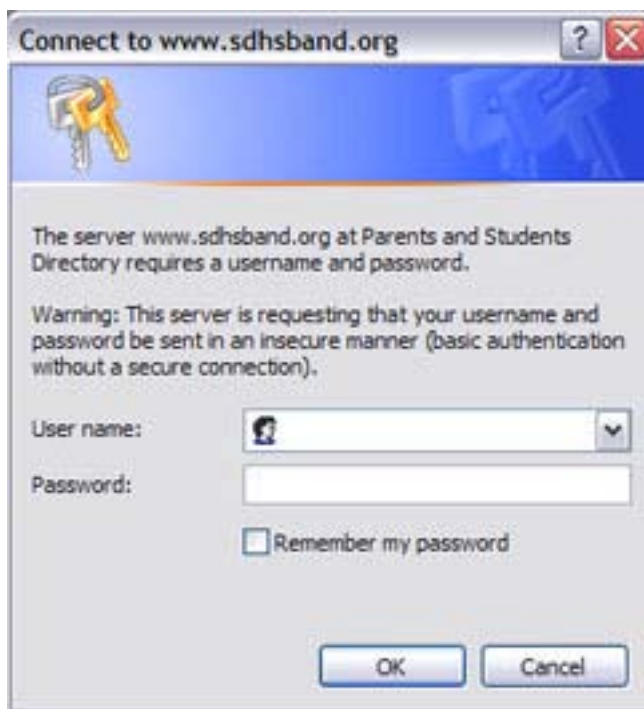 Connect to www.sdhsband.org
?
X
The server www.sdhsband.org at Parents and Students
Directory requires a username and password.
Warning: This server is requesting that your username and
password be sent in an insecure manner (basic authentication
without a secure connection).
User name:
Password:
Remember my password
OK Cancel